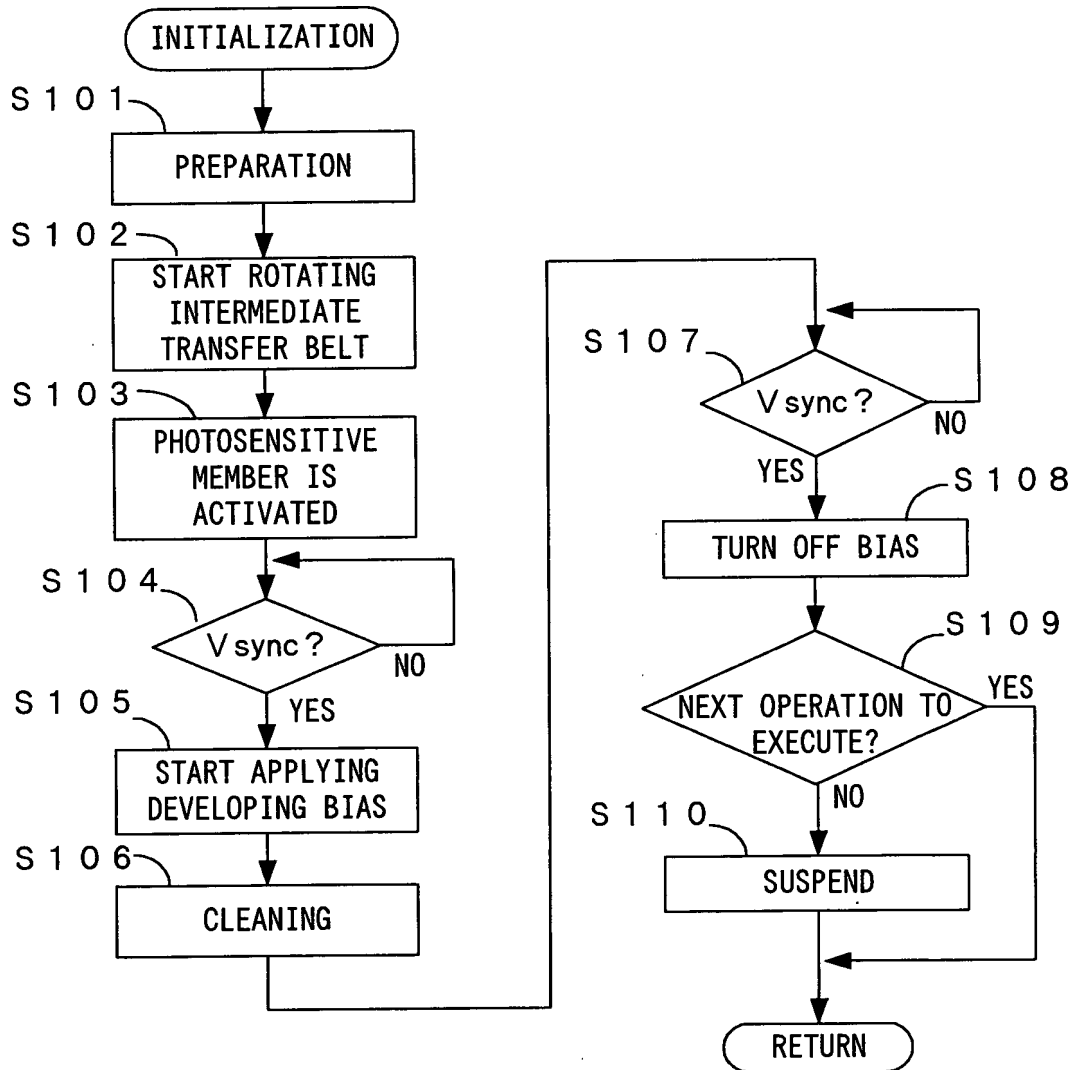 INITIALIZATION
S101
PREPARATION
S102
START ROTATING
INTERMEDIATE
TRANSFER BELT
S103
PHOTOSENSITIVE
MEMBER IS
ACTIVATED
S104
Vsync?
NO
YES
S105
START APPLYING
DEVELOPING BIAS
S106
CLEANING
S107
Vsync?
NO
YES
S108
TURN OFF BIAS
S109
NEXT OPERATION TO
EXECUTE?
YES
NO
S110
SUSPEND
RETURN